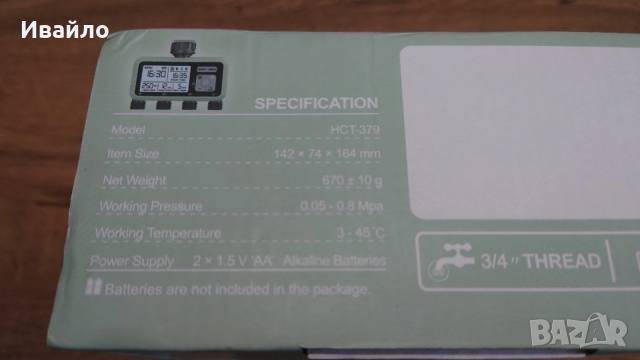 Ивайло
SPECIFICATION
Model HCT-379
Item Size 142 × 74 × 164 mm
Net Weight 670 ± 10 g
Working Pressure 0.05 - 0.8 Mpa
Working Temperature 3 - 45°C
Power Supply 2 × 1.5 V 'AA' Alkaline Batteries
Batteries are not included in the package.
3/4" THREAD
BAZAR
.bg